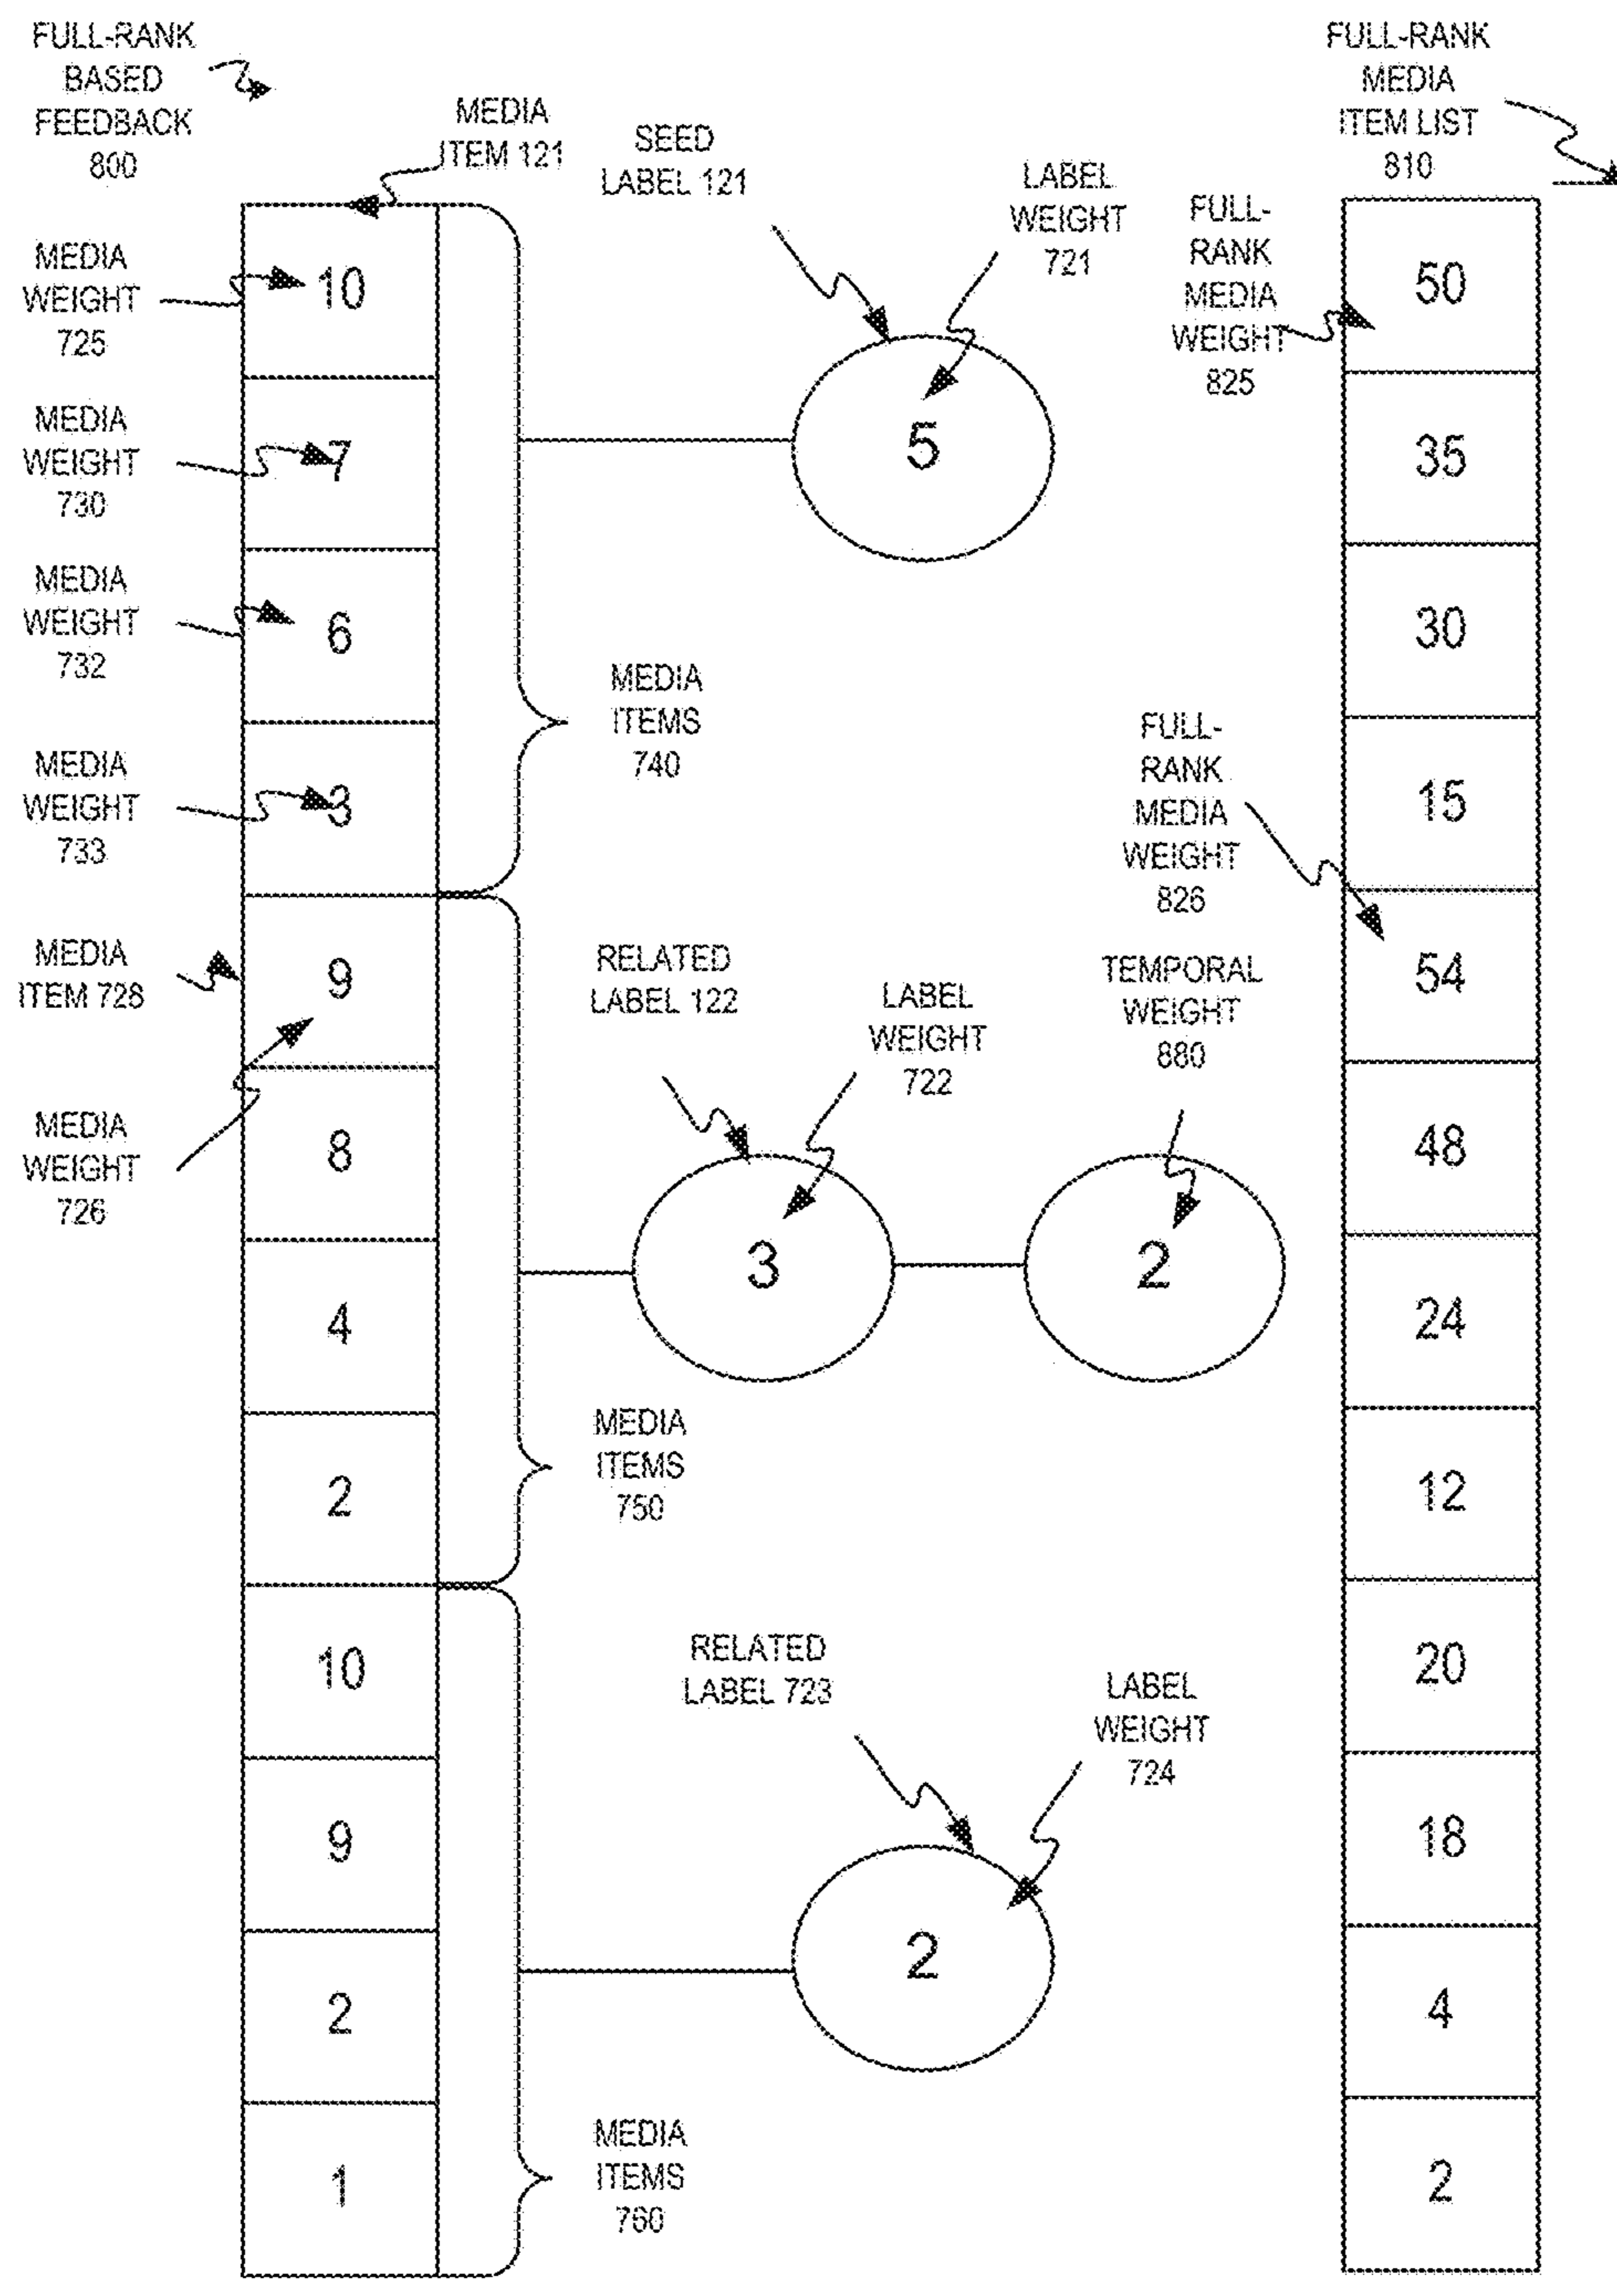 FULL-RANK
BASED
FEEDBACK
800
MEDIA
ITEM 121
SEED
LABEL 121
LABEL
WEIGHT
721
FULL-RANK
MEDIA
ITEM LIST
810
FULL-
RANK
MEDIA
WEIGHT
825
MEDIA
WEIGHT
725
MEDIA
WEIGHT
730
MEDIA
WEIGHT
732
MEDIA
WEIGHT
733
MEDIA
ITEM 728
MEDIA
WEIGHT
726
10
7
6
3
9
8
4
2
10
9
2
1
5
MEDIA
ITEMS
740
RELATED
LABEL 122
LABEL
WEIGHT
722
FULL-
RANK
MEDIA
WEIGHT
826
TEMPORAL
WEIGHT
880
3
2
MEDIA
ITEMS
750
RELATED
LABEL 723
LABEL
WEIGHT
724
2
MEDIA
ITEMS
760
50
35
30
15
54
48
24
12
20
18
4
2